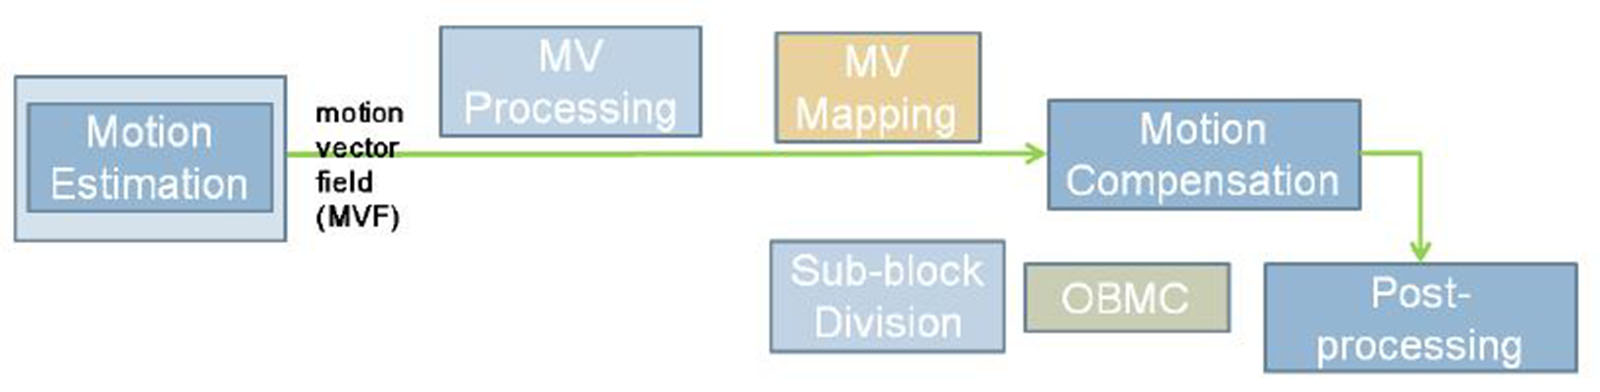 Motion
Estimation
motion
vector
field
(MVF)
MV
Processing
MV
Mapping
Motion
Compensation
Sub-block
Division
OBMC
Post-
processing